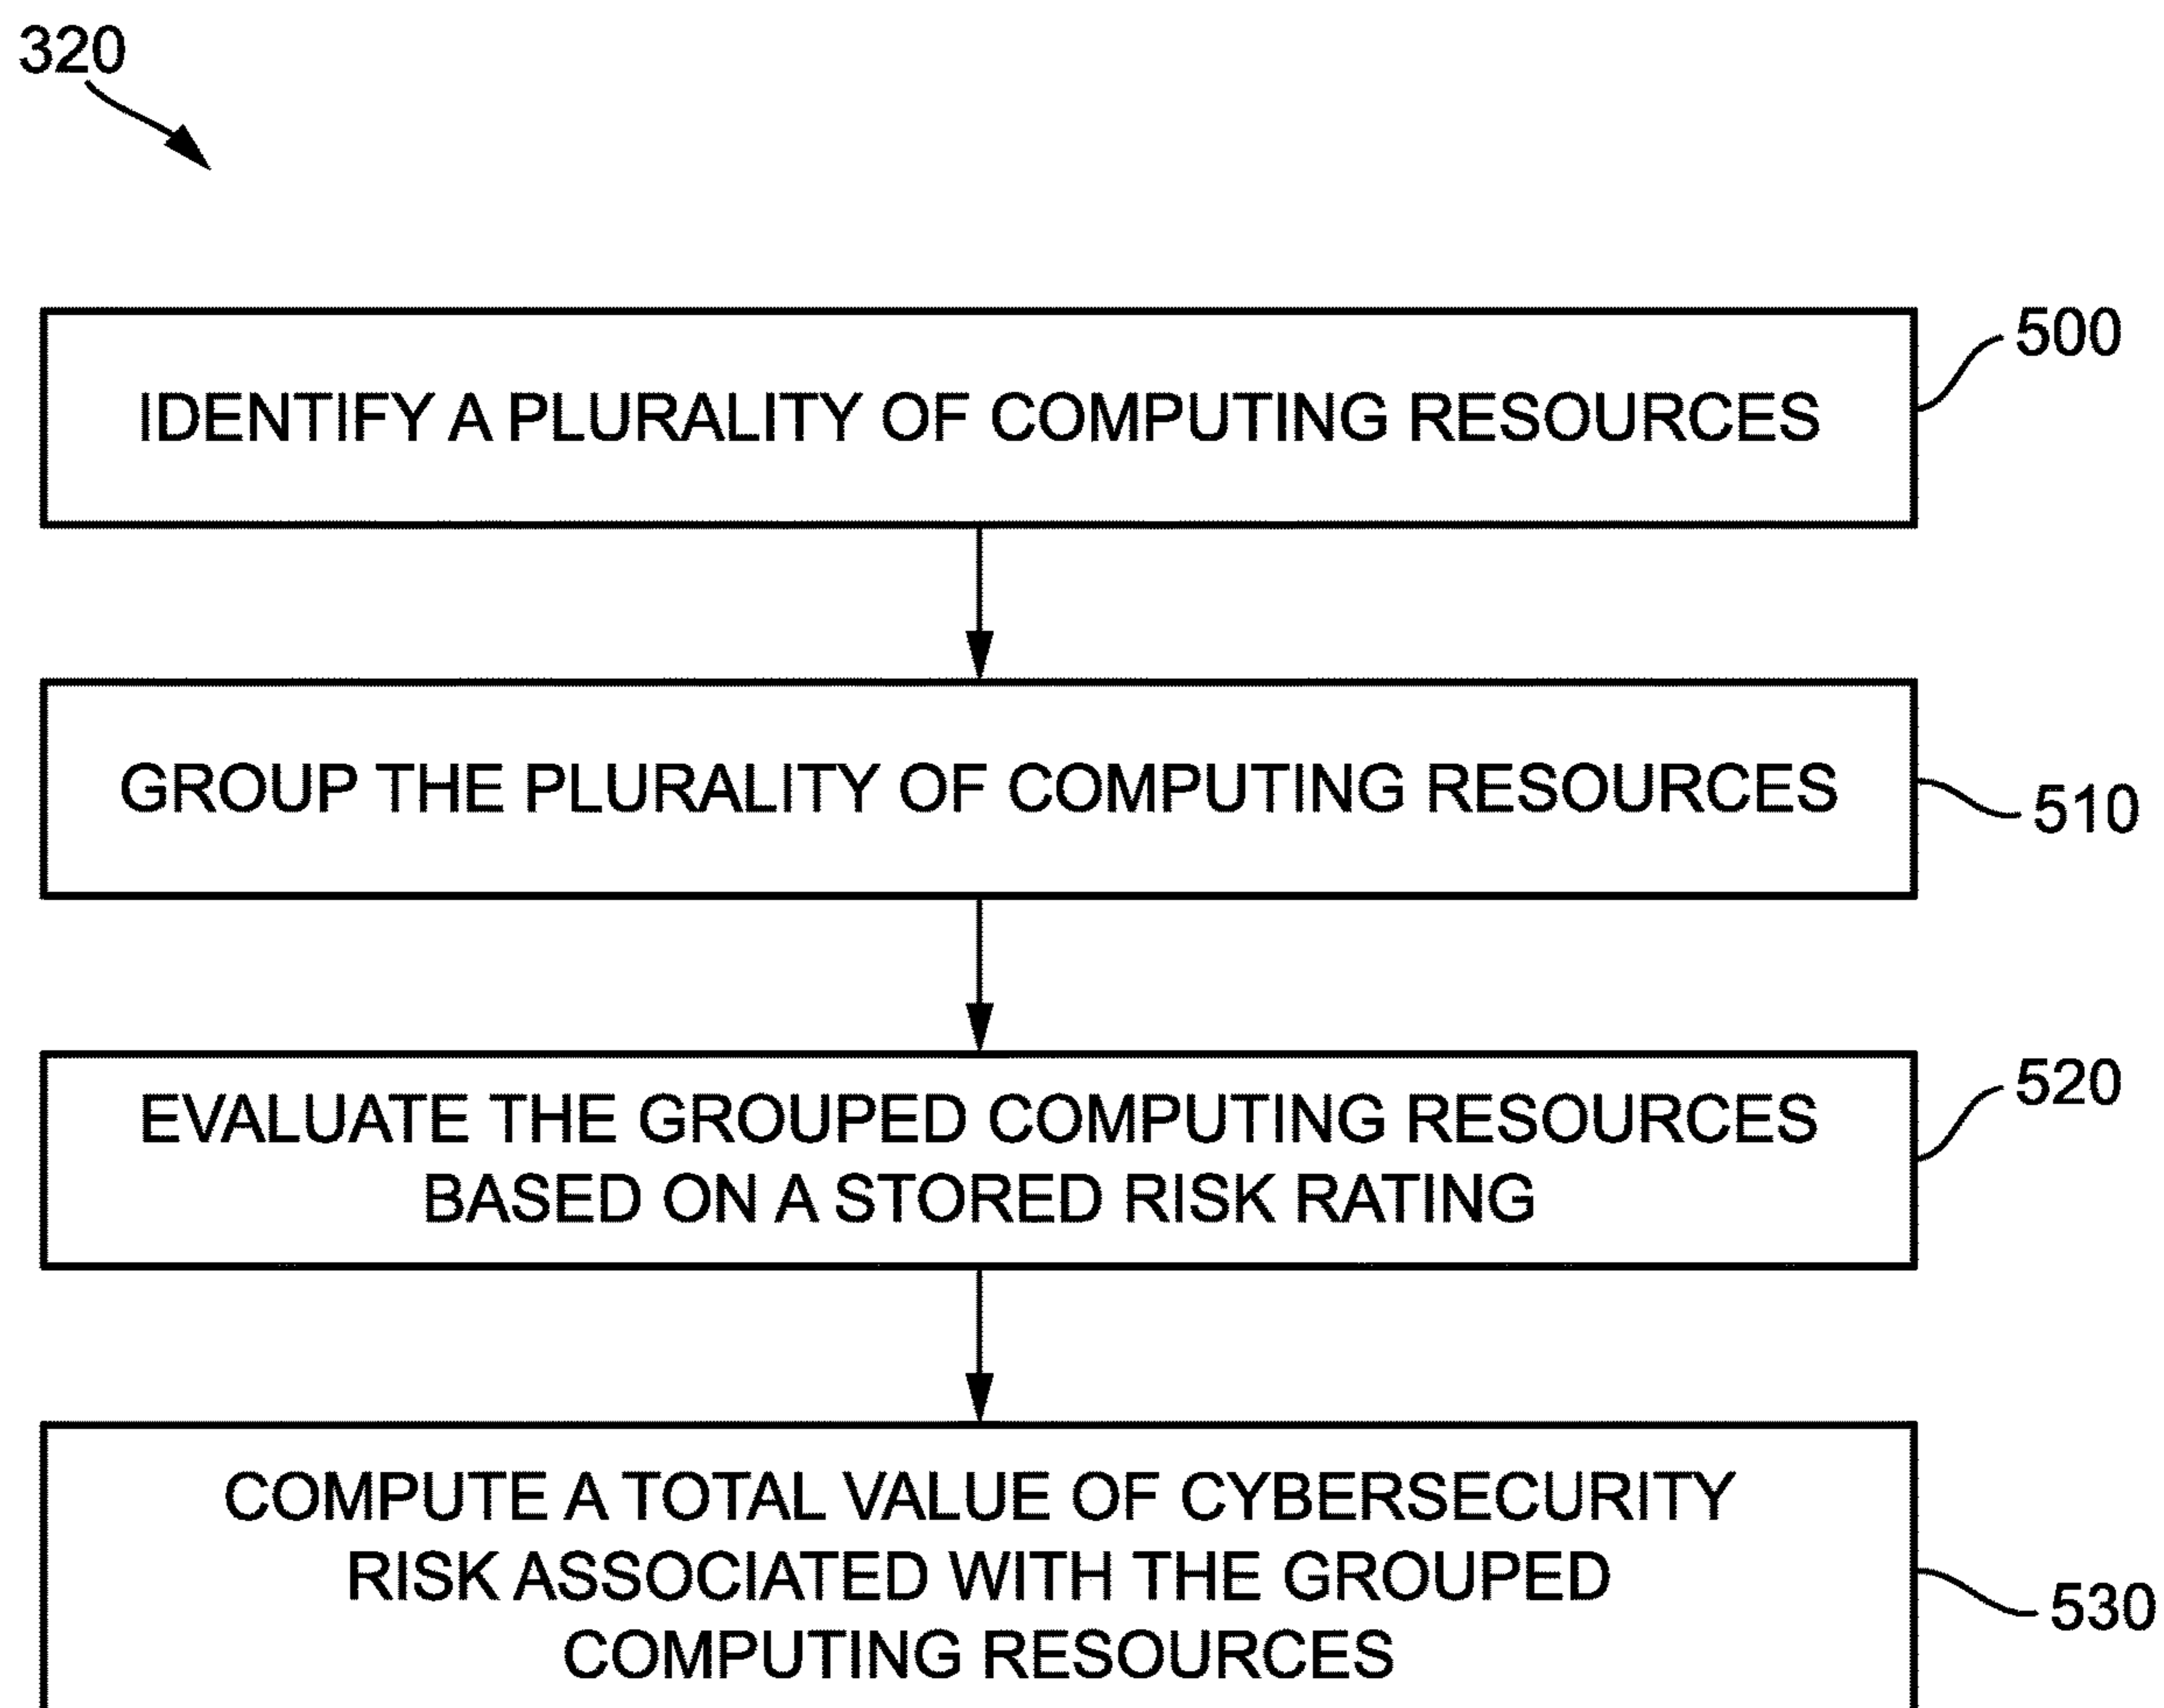 320
IDENTIFY A PLURALITY OF COMPUTING RESOURCES
500
GROUP THE PLURALITY OF COMPUTING RESOURCES
510
EVALUATE THE GROUPED COMPUTING RESOURCES
BASED ON A STORED RISK RATING
520
COMPUTE A TOTAL VALUE OF CYBERSECURITY
RISK ASSOCIATED WITH THE GROUPED
COMPUTING RESOURCES
530